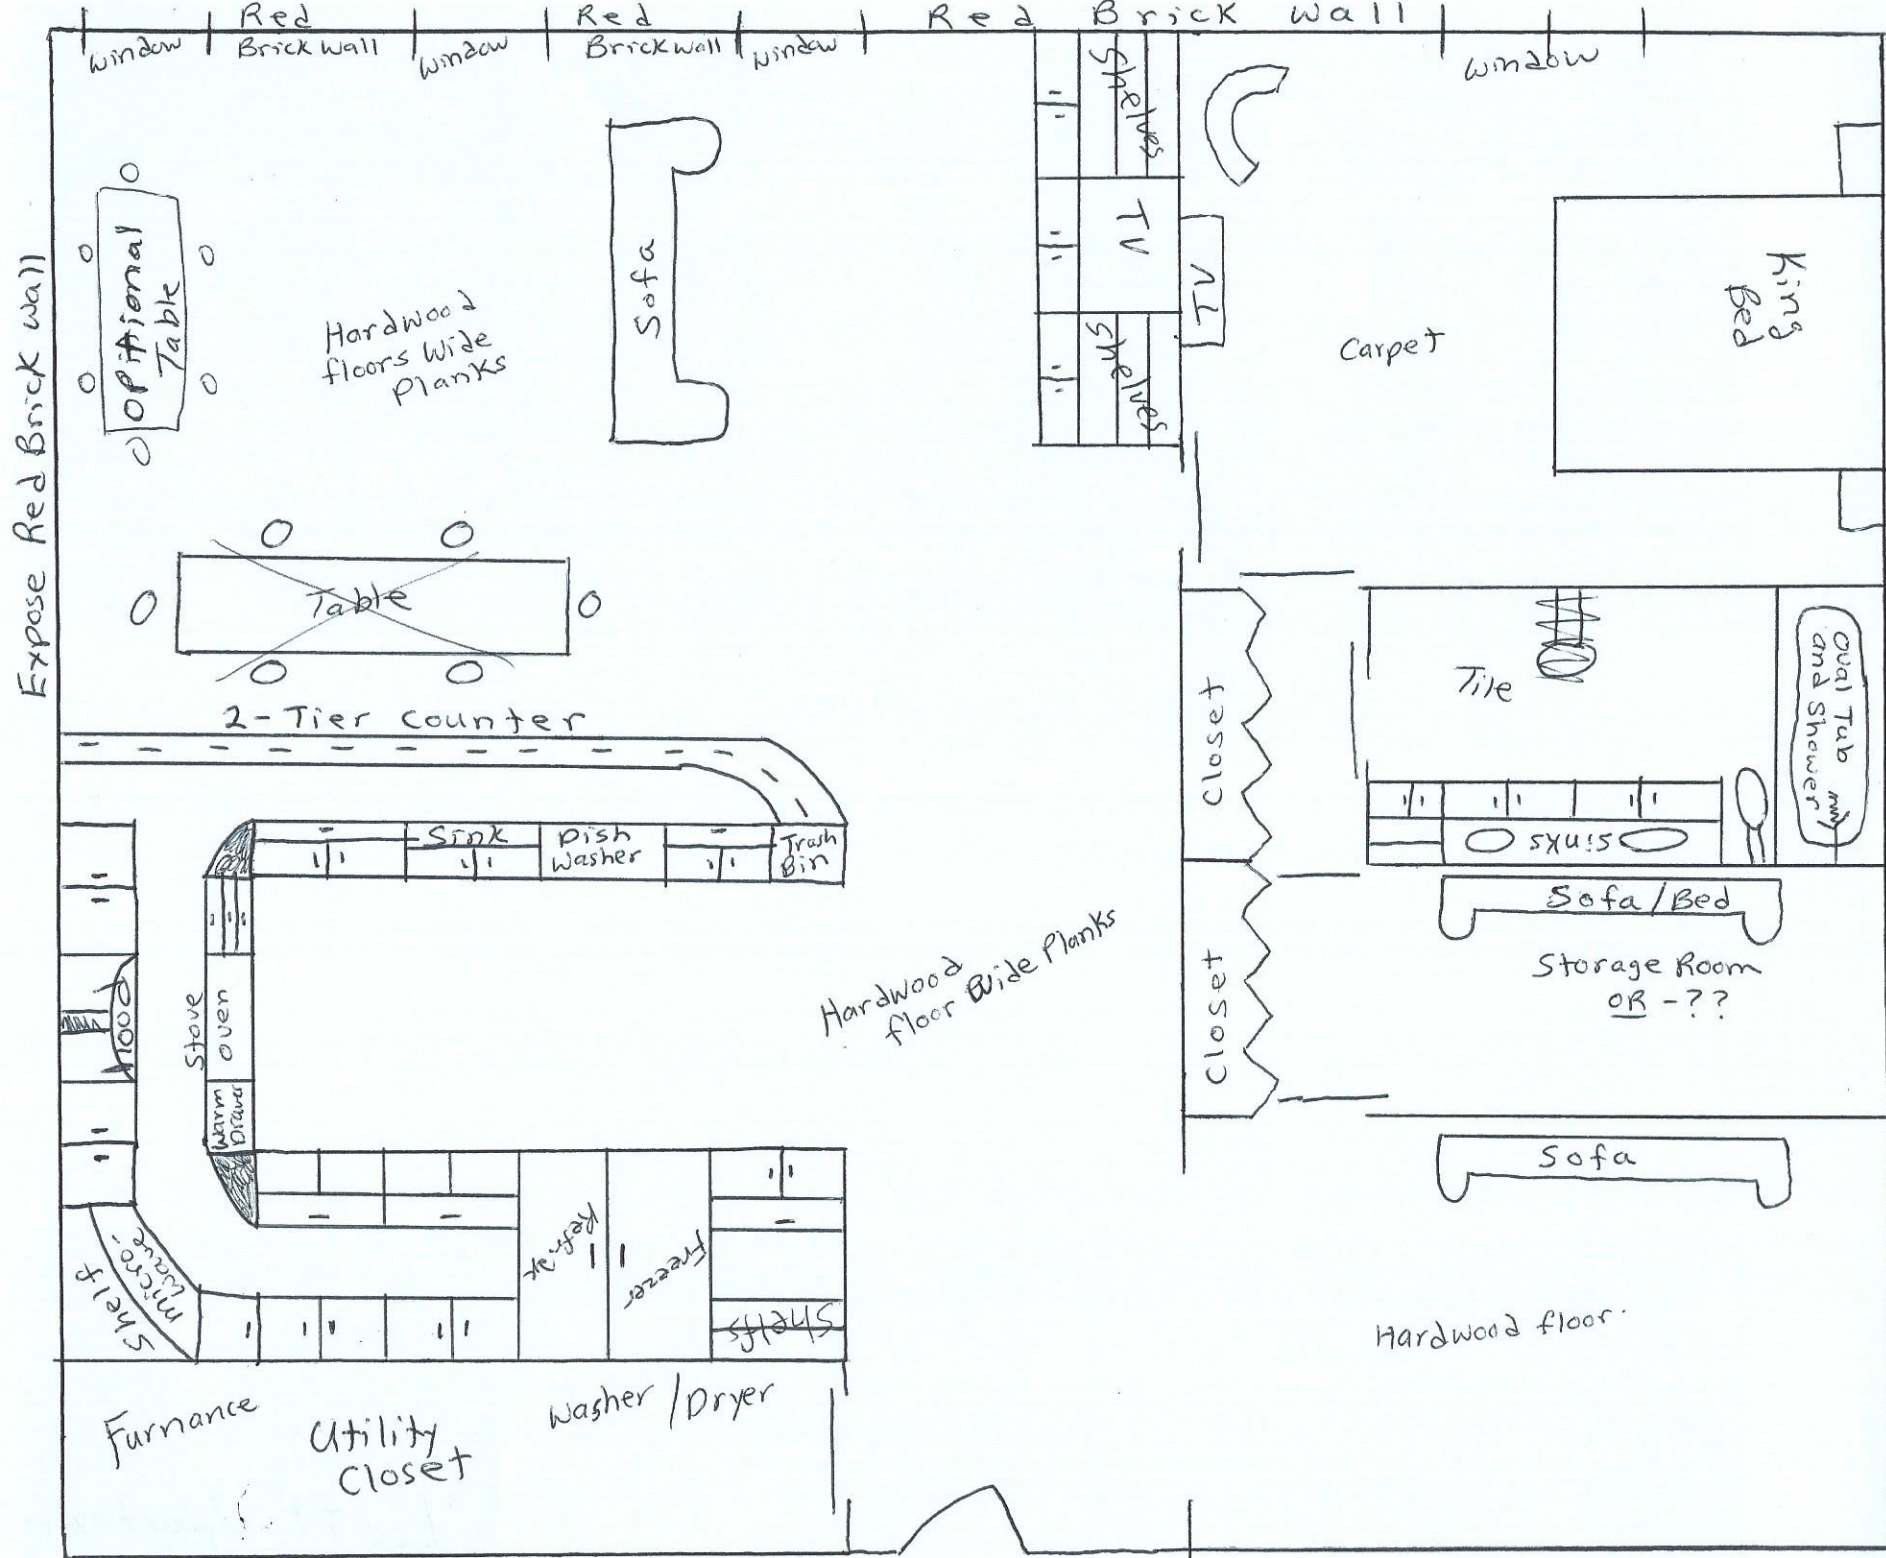 Red
Red
Red Brick Wall
window
Brick Wall
window
Brick wall
window
window
Expose Red Brick Wall
Shelves
TV
TV
Shelves
OPitional
Table
Hardwood
floors Wide
Planks
Sofa
Carpet
King
Bed
Table
2-Tier counter
Closet
Tile
Oval Tub
and Shower
Sinks
Sink
Dish
Washer
Trash
Bin
Sofa/Bed
Storage Room
OR - ??
Closet
Hardwood
floor Wide Planks
Hood
Stove
oven
Warm
Drawer
Sofa
Refriat
Freezer
Shelfs
micro-
wave
Shelf
Hardwood floor
Furnance
Utility
Closet
Washer/Dryer